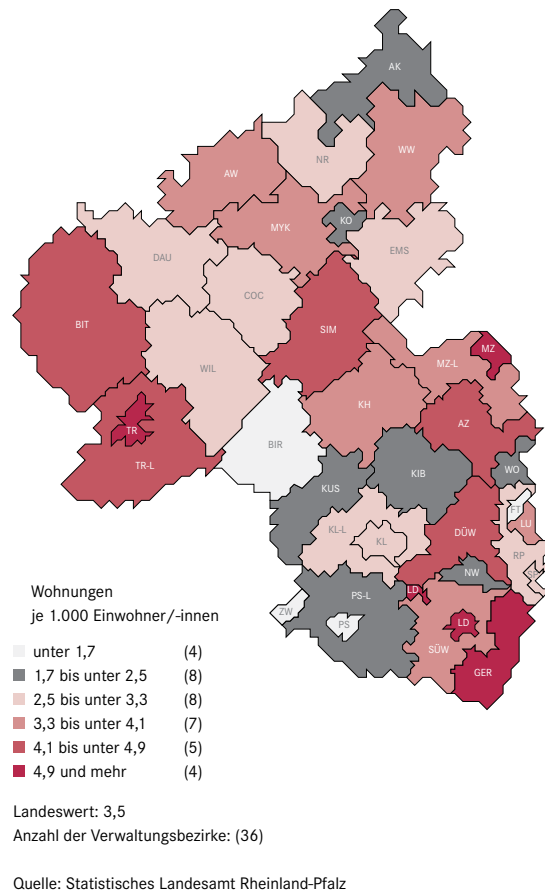 AK
NR
WW
AW
KO
MYK
EMS
DAU
COC
BIT
SIM
WIL
MZ
MZ-L
KH
AZ
TR
BIR
TR-L
KIB
WO
KUS
FT
LU
KL-L
KL
DÜW
RP
NW
SP
LD
PS-L
ZW
PS
LD
SÜW
GER
Wohnungen
je 1.000 Einwohner/-innen
unter 1,7 (4)
1,7 bis unter 2,5 (8)
2,5 bis unter 3,3 (8)
3,3 bis unter 4,1 (7)
4,1 bis unter 4,9 (5)
4,9 und mehr (4)
Landeswert: 3,5
Anzahl der Verwaltungsbezirke: (36)
Quelle: Statistisches Landesamt Rheinland-Pfalz